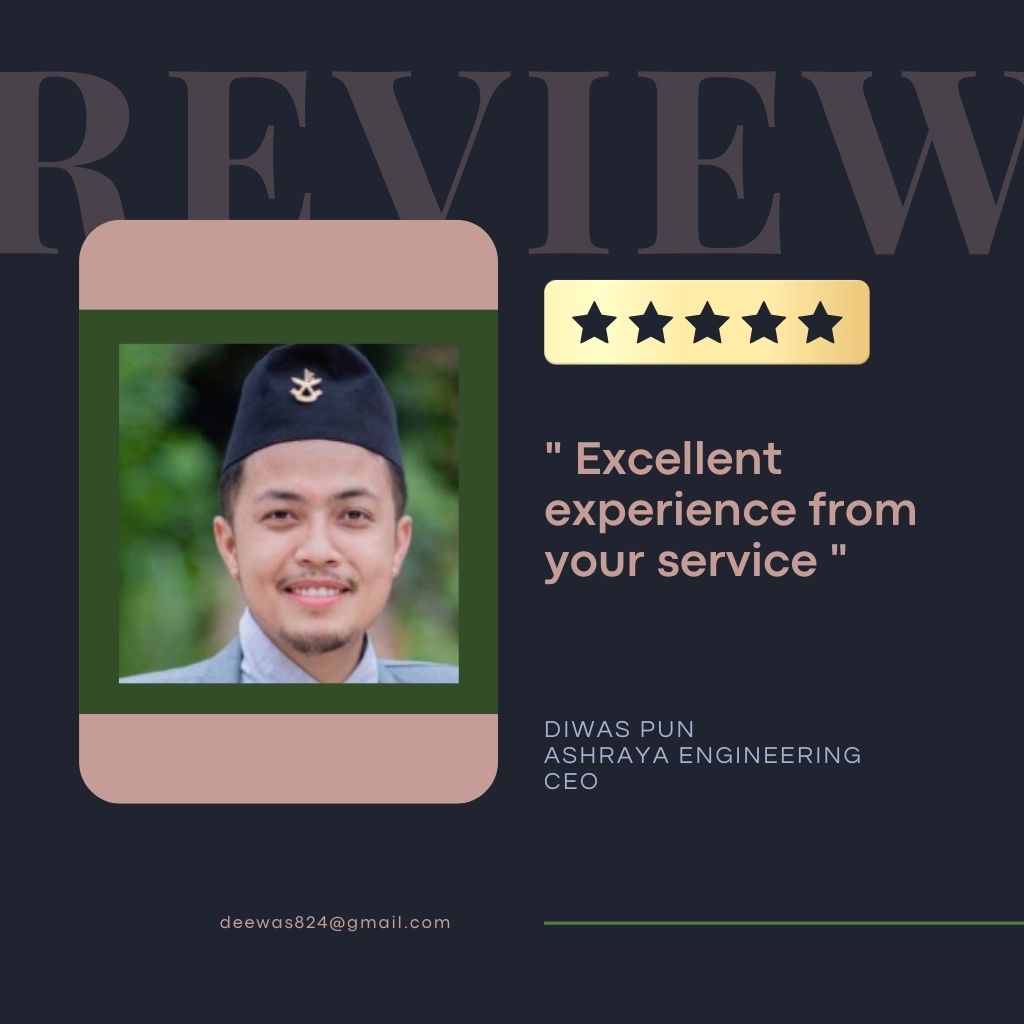 REVIEW
" Excellent
experience from
your service "
DIWAS PUN
ASHRAYA ENGINEERING
CEO
deewas824@gmail.com